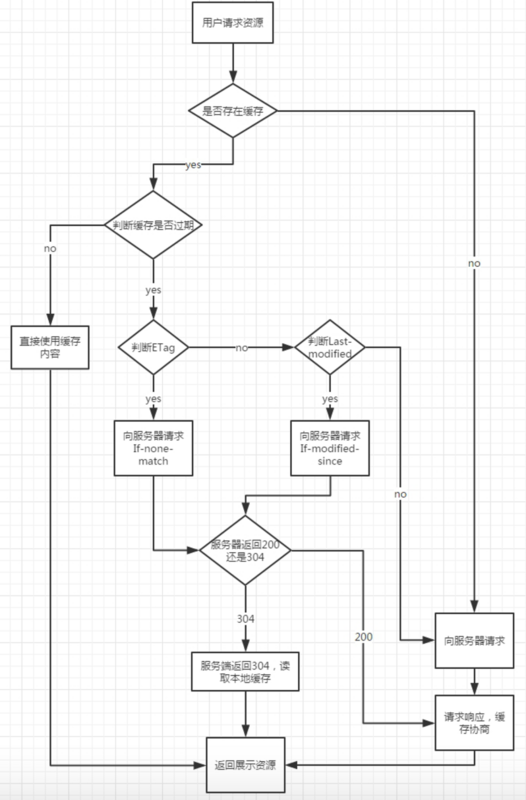 用户请求资源
是否存在缓存
yes
判断缓存是否过期
no
no
yes
直接使用缓存
内容
判断ETag
no
判断Last-
modified
yes
yes
向服务器请求
If-none-
match
向服务器请求
If-modified-
since
no
服务器返回200
还是304
304
200
向服务器请求
服务端返回304，读
取本地缓存
请求响应，缓
存协商
返回展示资源